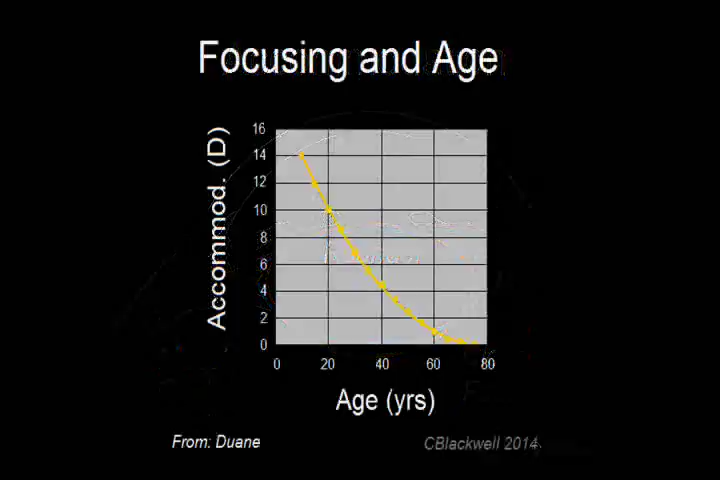 Focusing and Age
Accommod. (D)
16
14
12
10
8
6
4
2
0
0 20 40 60 80
Age (yrs)
From: Duane
CBlackwell 2014